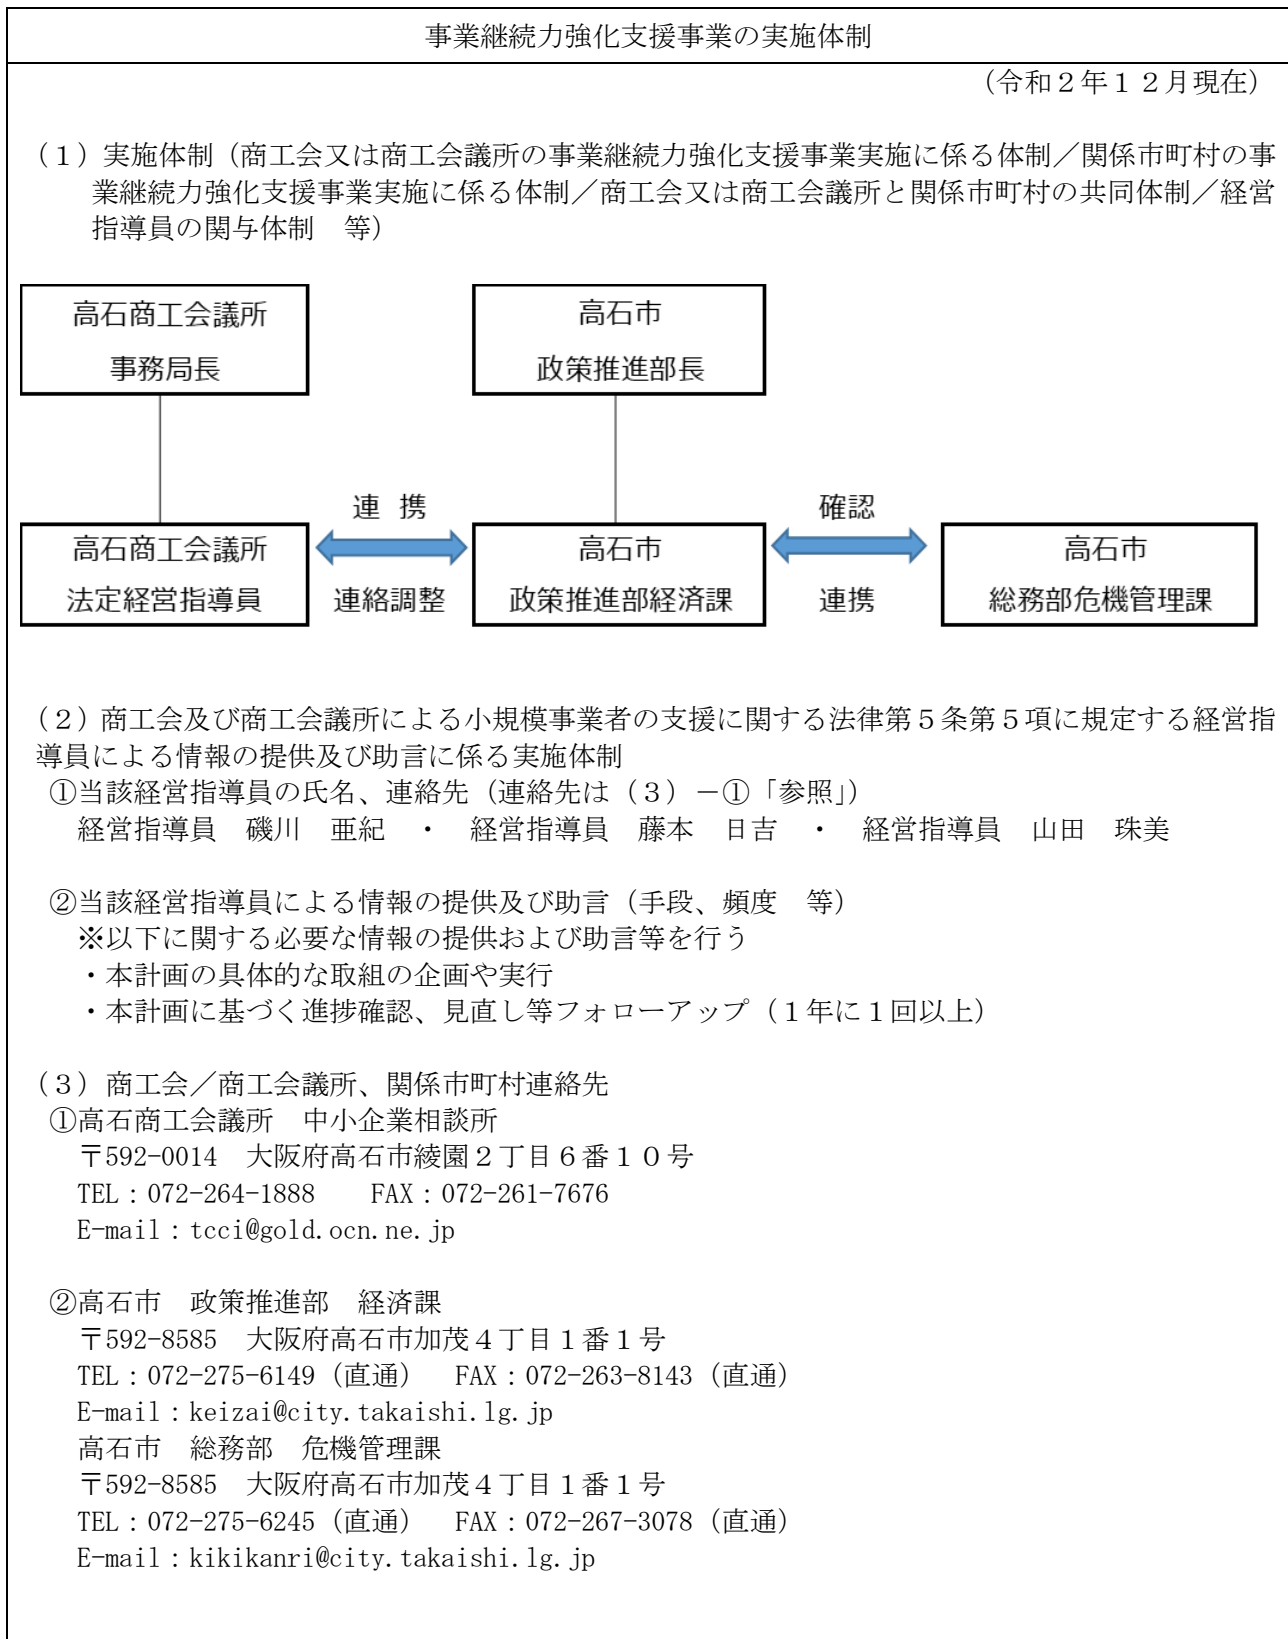 事業継続力強化支援事業の実施体制
（令和２年１２月現在）
（１）実施体制（商工会又は商工会議所の事業継続力強化支援事業実施に係る体制／関係市町村の事
業継続力強化支援事業実施に係る体制／商工会又は商工会議所と関係市町村の共同体制／経営
指導員の関与体制　等）
高石商工会議所
事務局長
高石市
政策推進部長
高石商工会議所
法定経営指導員
連 携
連絡調整
高石市
政策推進部経済課
確認
連携
高石市
総務部危機管理課
（２）商工会及び商工会議所による小規模事業者の支援に関する法律第５条第５項に規定する経営指
導員による情報の提供及び助言に係る実施体制
①当該経営指導員の氏名、連絡先（連絡先は（３）－①「参照」）
経営指導員　磯川　亜紀　・　経営指導員　藤本　日吉　・　経営指導員　山田　珠美
②当該経営指導員による情報の提供及び助言（手段、頻度　等）
※以下に関する必要な情報の提供および助言等を行う
・本計画の具体的な取組の企画や実行
・本計画に基づく進捗確認、見直し等フォローアップ（１年に１回以上）
（３）商工会／商工会議所、関係市町村連絡先
①高石商工会議所　中小企業相談所
〒592-0014　大阪府高石市綾園２丁目６番１０号
TEL：072-264-1888　　FAX：072-261-7676
E-mail：tcci@gold.ocn.ne.jp
②高石市　政策推進部　経済課
〒592-8585　大阪府高石市加茂４丁目１番１号
TEL：072-275-6149（直通）　FAX：072-263-8143（直通）
E-mail：keizai@city.takaishi.lg.jp
高石市　総務部　危機管理課
〒592-8585　大阪府高石市加茂４丁目１番１号
TEL：072-275-6245（直通）　FAX：072-267-3078（直通）
E-mail：kikikanri@city.takaishi.lg.jp